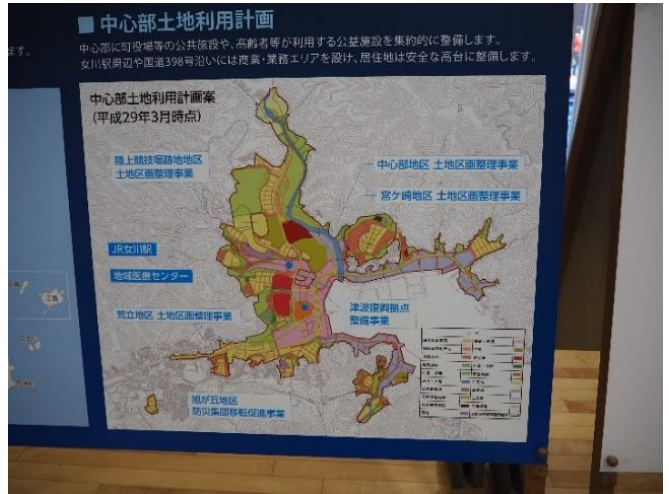 ます。
■ 中心部土地利用計画
中心部に町役場等の公共施設や、高齢者等が利用する公益施設を集約的に整備します。
女川駅周辺や国道398号沿いには商業・業務エリアを設け、居住地は安全な高台に整備します。
中心部土地利用計画案
(平成29年3月時点)
陸上競技場跡地地区
土地区画整理事業
中心部地区 土地区画整理事業
宮ケ崎地区 土地区画整理事業
JR女川駅
地域医療センター
荒立地区 土地区画整理事業
津波復興拠点
整備事業
旭が丘地区
防災集団移転促進事業
江島